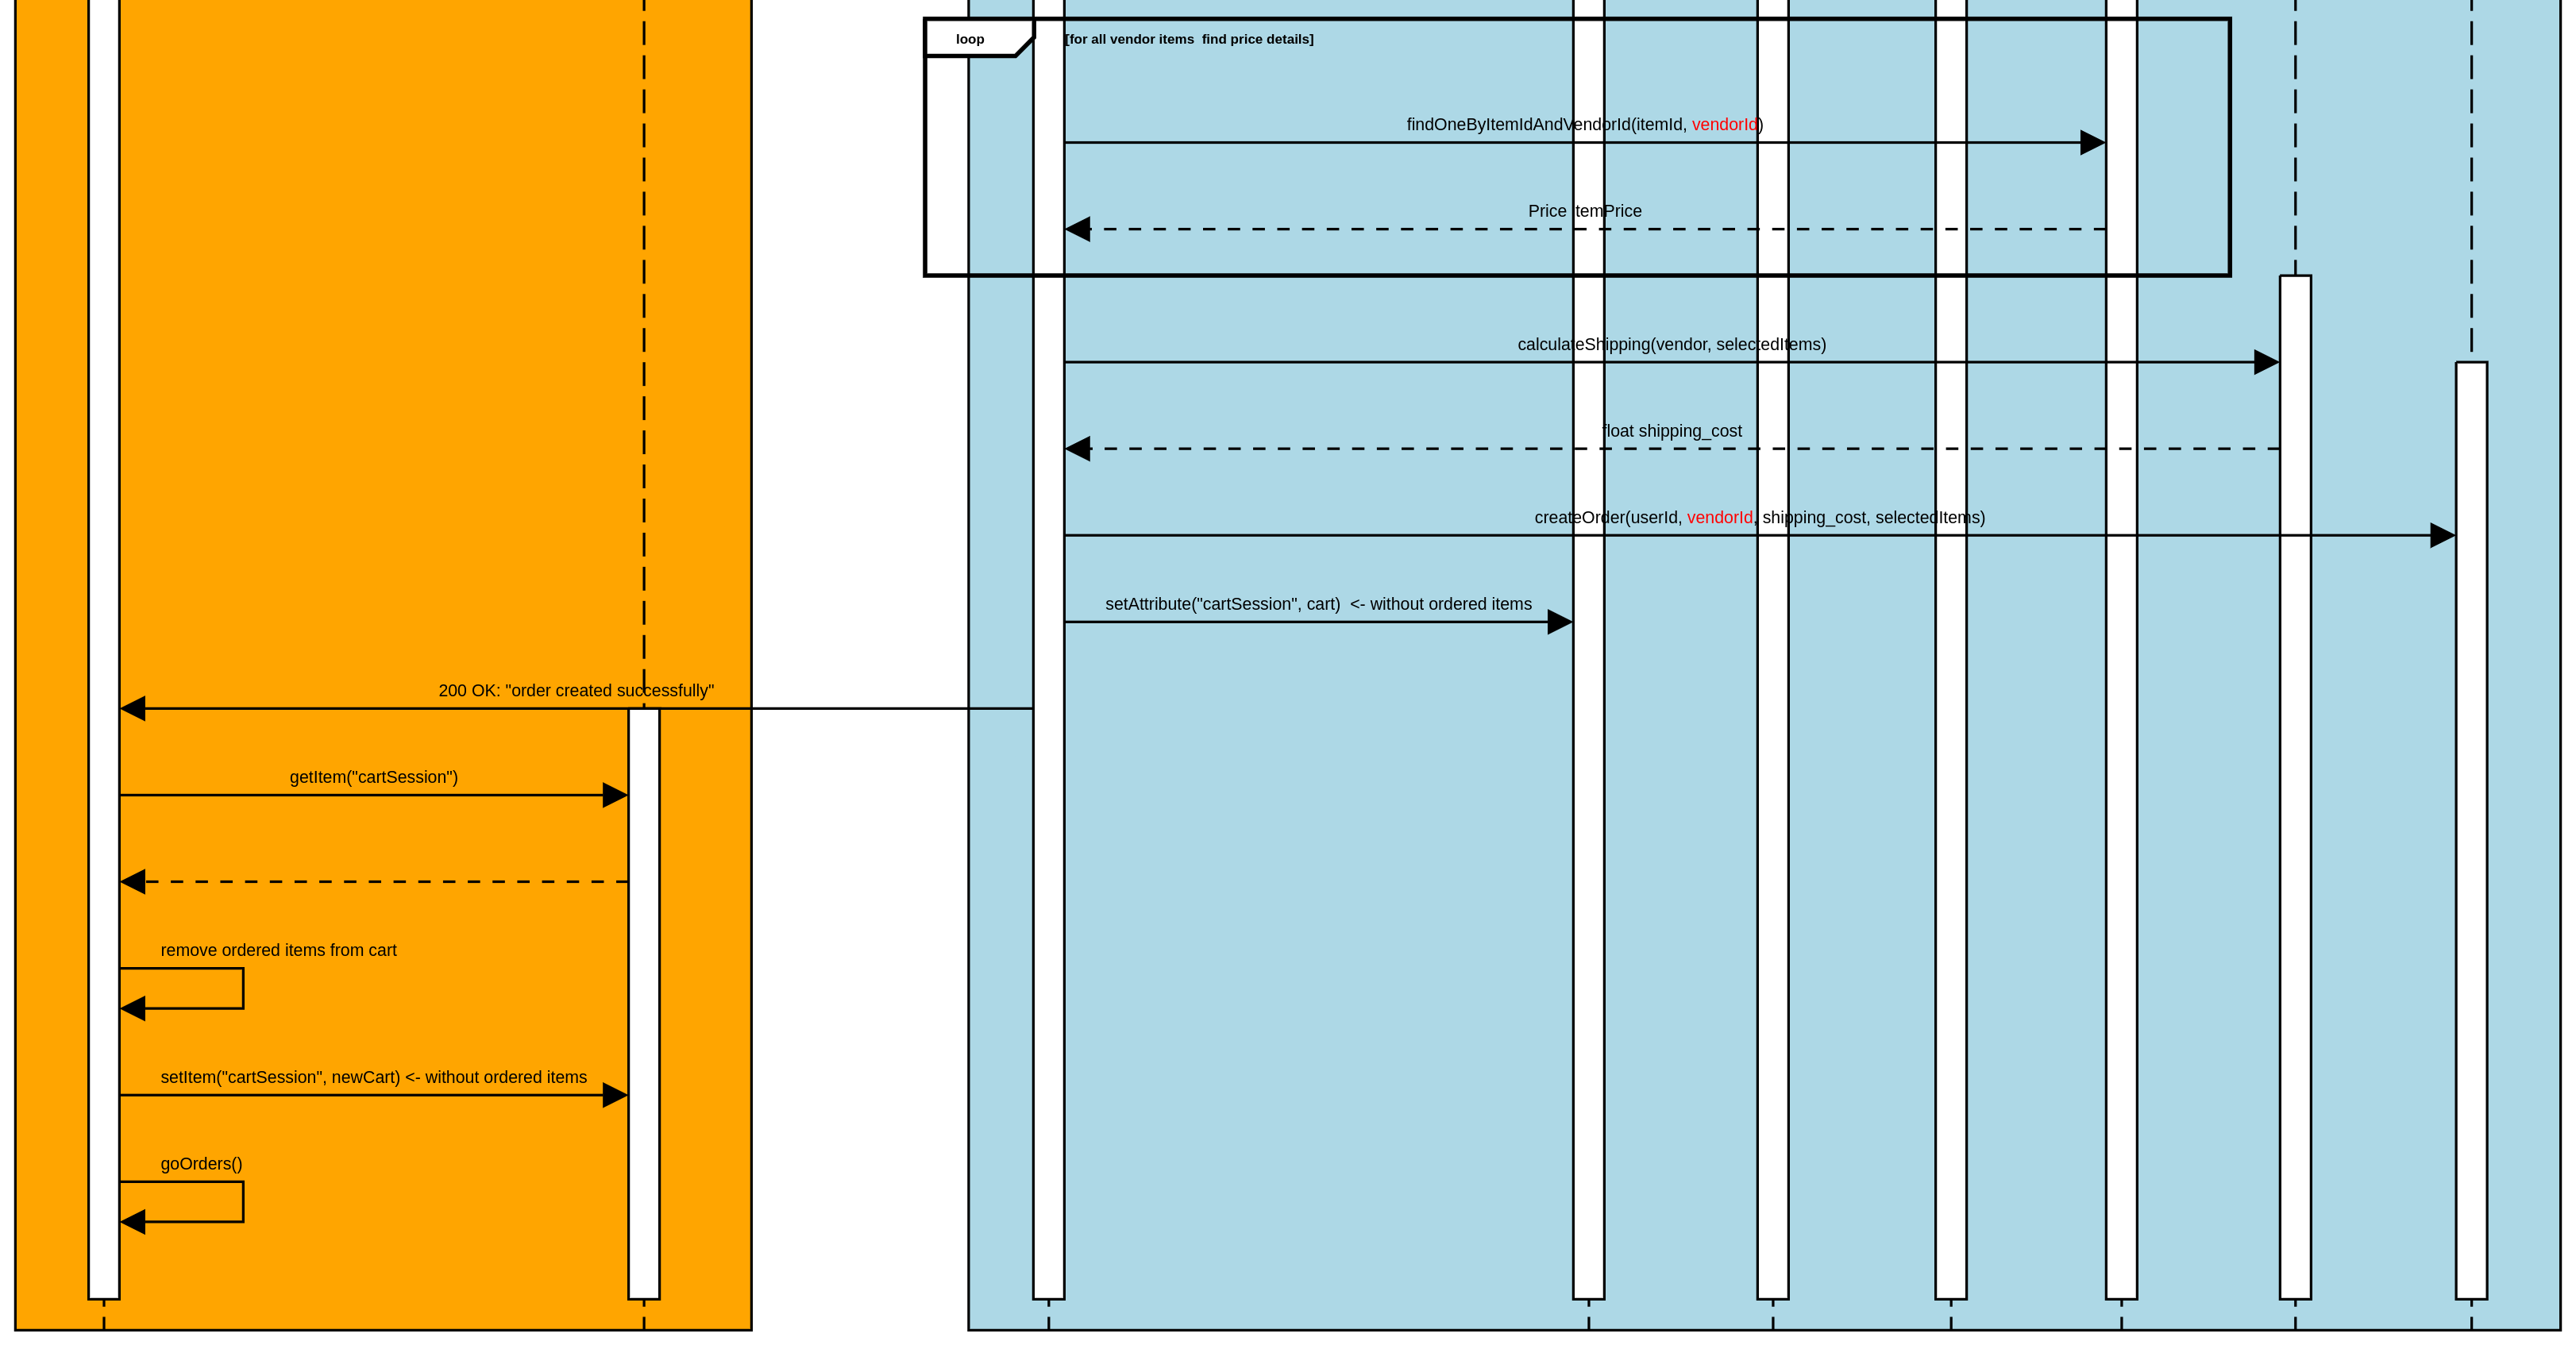 loop
[for all vendor items  find price details]
findOneByItemIdAndVendorId(itemId, vendorId)
Price itemPrice
calculateShipping(vendor, selectedItems)
float shipping_cost
createOrder(userId, vendorId, shipping_cost, selectedItems)
setAttribute("cartSession", cart)  <- without ordered items
200 OK: "order created successfully"
getItem("cartSession")
remove ordered items from cart
setItem("cartSession", newCart) <- without ordered items
goOrders()